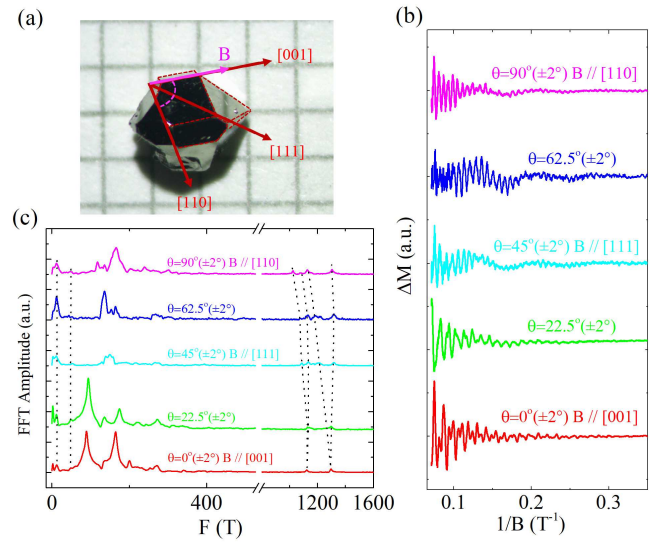 (a)
B
[001]
[111]
[110]
(b)
θ=90°(±2°) B // [110]
θ=62.5°(±2°)
θ=45°(±2°) B // [111]
θ=22.5°(±2°)
θ=0°(±2°) B // [001]
ΔM (a.u.)
0.1 0.2 0.3
1/B (T⁻¹)
(c)
θ=90°(±2°) B // [110]
θ=62.5°(±2°)
θ=45°(±2°) B // [111]
θ=22.5°(±2°)
θ=0°(±2°) B // [001]
FFT Amplitude (a.u.)
0 400 1200 1600
F (T)